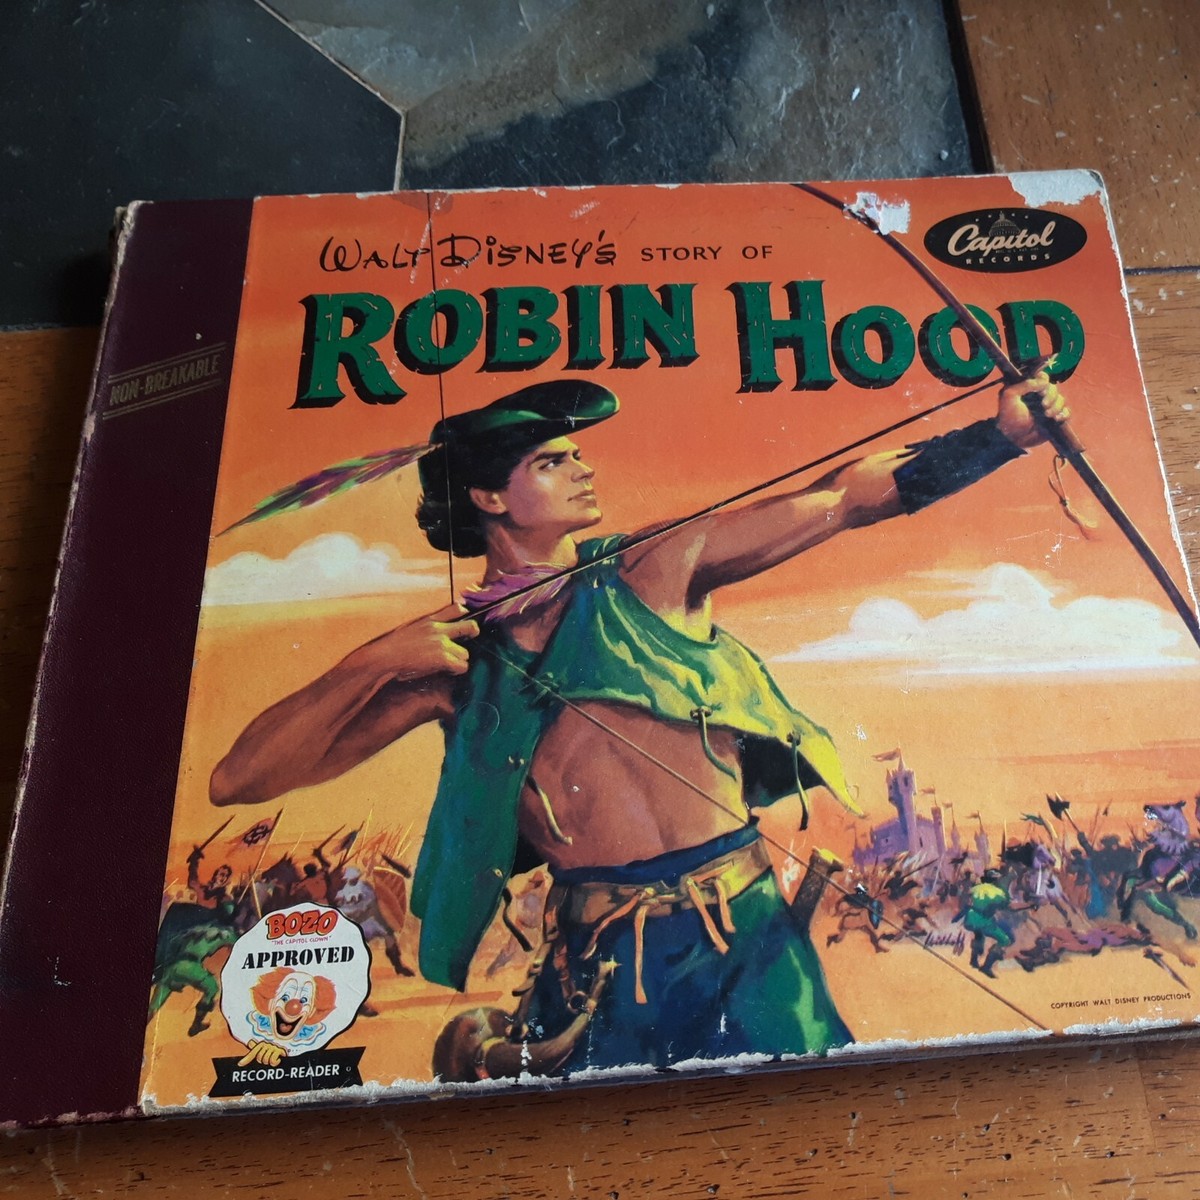 WALT DISNEY'S STORY OF
ROBIN HOOD
Capitol
RECORDS
NON-BREAKABLE
BOZO
"THE CAPITOL CLOWN"
APPROVED
RECORD-READER
COPYRIGHT WALT DISNEY PRODUCTIONS